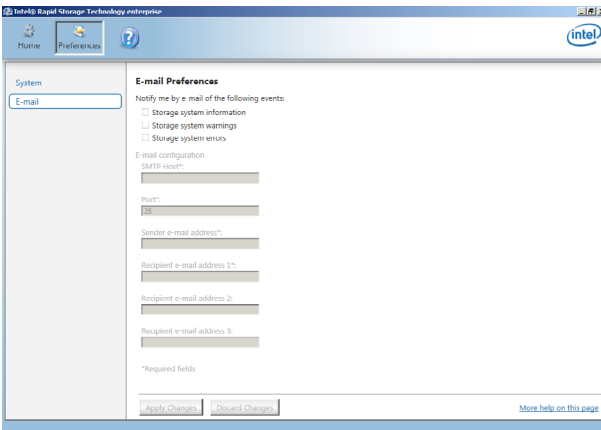 Intel® Rapid Storage Technology enterprise
Home
Preferences
?
intel
System
E-mail
E-mail Preferences
Notify me by e-mail of the following events:
Storage system information
Storage system warnings
Storage system errors
E-mail configuration
SMTP Host*:
Port*:
25
Sender e-mail address*:
Recipient e-mail address 1*:
Recipient e-mail address 2:
Recipient e-mail address 3:
*Required fields
Apply Changes
Discard Changes
More help on this page